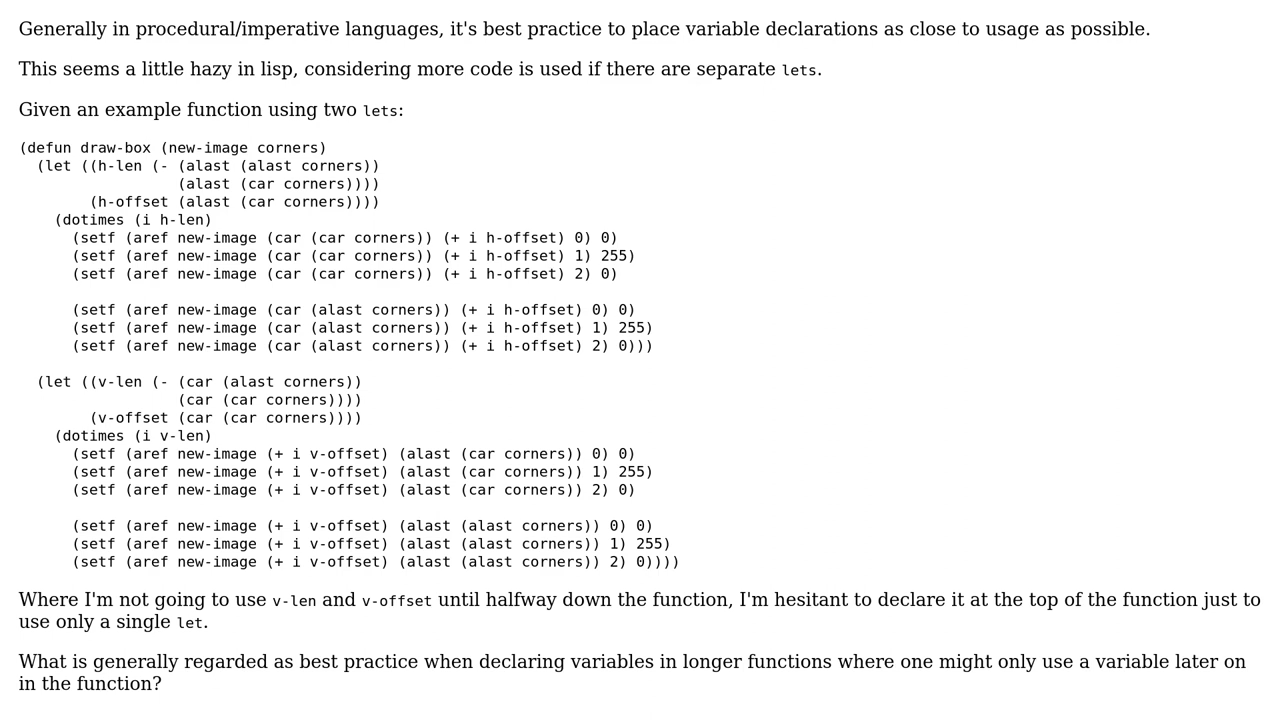 Generally in procedural/imperative languages, it's best practice to place variable declarations as close to usage as possible.
This seems a little hazy in lisp, considering more code is used if there are separate lets.
Given an example function using two lets:
(defun draw-box (new-image corners)
  (let ((h-len (- (alast (alast corners))
                  (alast (car corners))))
        (h-offset (alast (car corners))))
    (dotimes (i h-len)
      (setf (aref new-image (car (car corners)) (+ i h-offset) 0) 0)
      (setf (aref new-image (car (car corners)) (+ i h-offset) 1) 255)
      (setf (aref new-image (car (car corners)) (+ i h-offset) 2) 0)

      (setf (aref new-image (car (alast corners)) (+ i h-offset) 0) 0)
      (setf (aref new-image (car (alast corners)) (+ i h-offset) 1) 255)
      (setf (aref new-image (car (alast corners)) (+ i h-offset) 2) 0)))

  (let ((v-len (- (car (alast corners))
                  (car (car corners))))
        (v-offset (car (car corners))))
    (dotimes (i v-len)
      (setf (aref new-image (+ i v-offset) (alast (car corners)) 0) 0)
      (setf (aref new-image (+ i v-offset) (alast (car corners)) 1) 255)
      (setf (aref new-image (+ i v-offset) (alast (car corners)) 2) 0)

      (setf (aref new-image (+ i v-offset) (alast (alast corners)) 0) 0)
      (setf (aref new-image (+ i v-offset) (alast (alast corners)) 1) 255)
      (setf (aref new-image (+ i v-offset) (alast (alast corners)) 2) 0))))
Where I'm not going to use v-len and v-offset until halfway down the function, I'm hesitant to declare it at the top of the function just to
use only a single let.
What is generally regarded as best practice when declaring variables in longer functions where one might only use a variable later on
in the function?